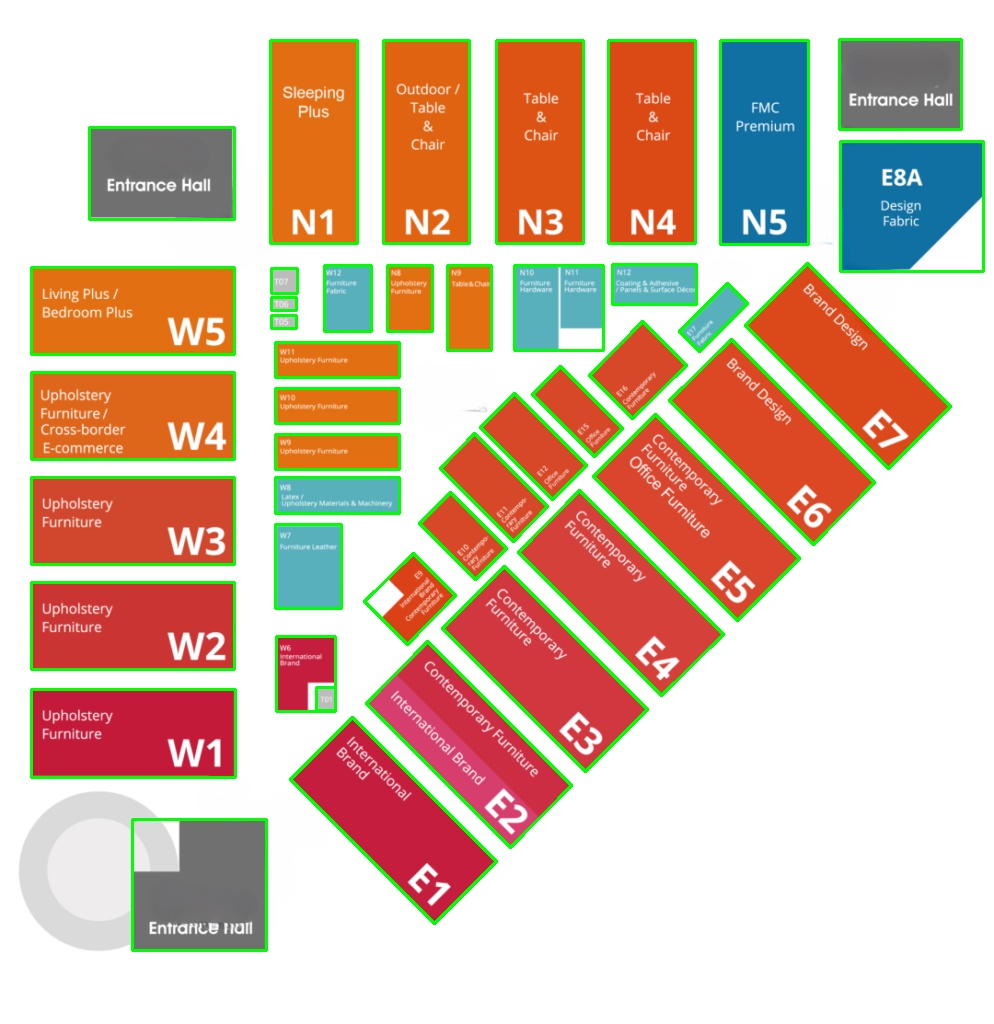 Sleeping
Plus
N1
Outdoor /
Table
&
Chair
N2
Table
&
Chair
N3
Table
&
Chair
N4
FMC
Premium
N5
Entrance Hall
Entrance Hall
E8A
Design
Fabric
Living Plus /
Bedroom Plus
W5
T07
T06
T05
W12
Furniture
Fabric
N8
Upholstery
Furniture
N9
Table&Chair
N10
Furniture
Hardware
N11
Furniture
Hardware
N12
Coating & Adhesive
/ Panels & Surface Décor
E17
Furniture
Fabric
Brand Design
E7
W11
Upholstery Furniture
Upholstery
Furniture /
Cross-border
E-commerce
W4
W10
Upholstery Furniture
E16
Contemporary
Furniture
Brand Design
E6
E15
Office
Furniture
W9
Upholstery Furniture
E12
Office
Furniture
Contemporary
Furniture
Office Furniture
E5
Upholstery
Furniture
W3
W8
Latex /
Upholstery Materials & Machinery
E11
Contempo-
rary
Furniture
Contemporary
Furniture
E4
W7
Furniture Leather
E10
Contempo-
rary
Furniture
E9
International
Brand
Contemporary
Furniture
Contemporary
Furniture
E3
Upholstery
Furniture
W2
W6
International
Brand
T01
Contemporary Furniture
International Brand
E2
Upholstery
Furniture
W1
International
Brand
E1
Entrance Hall